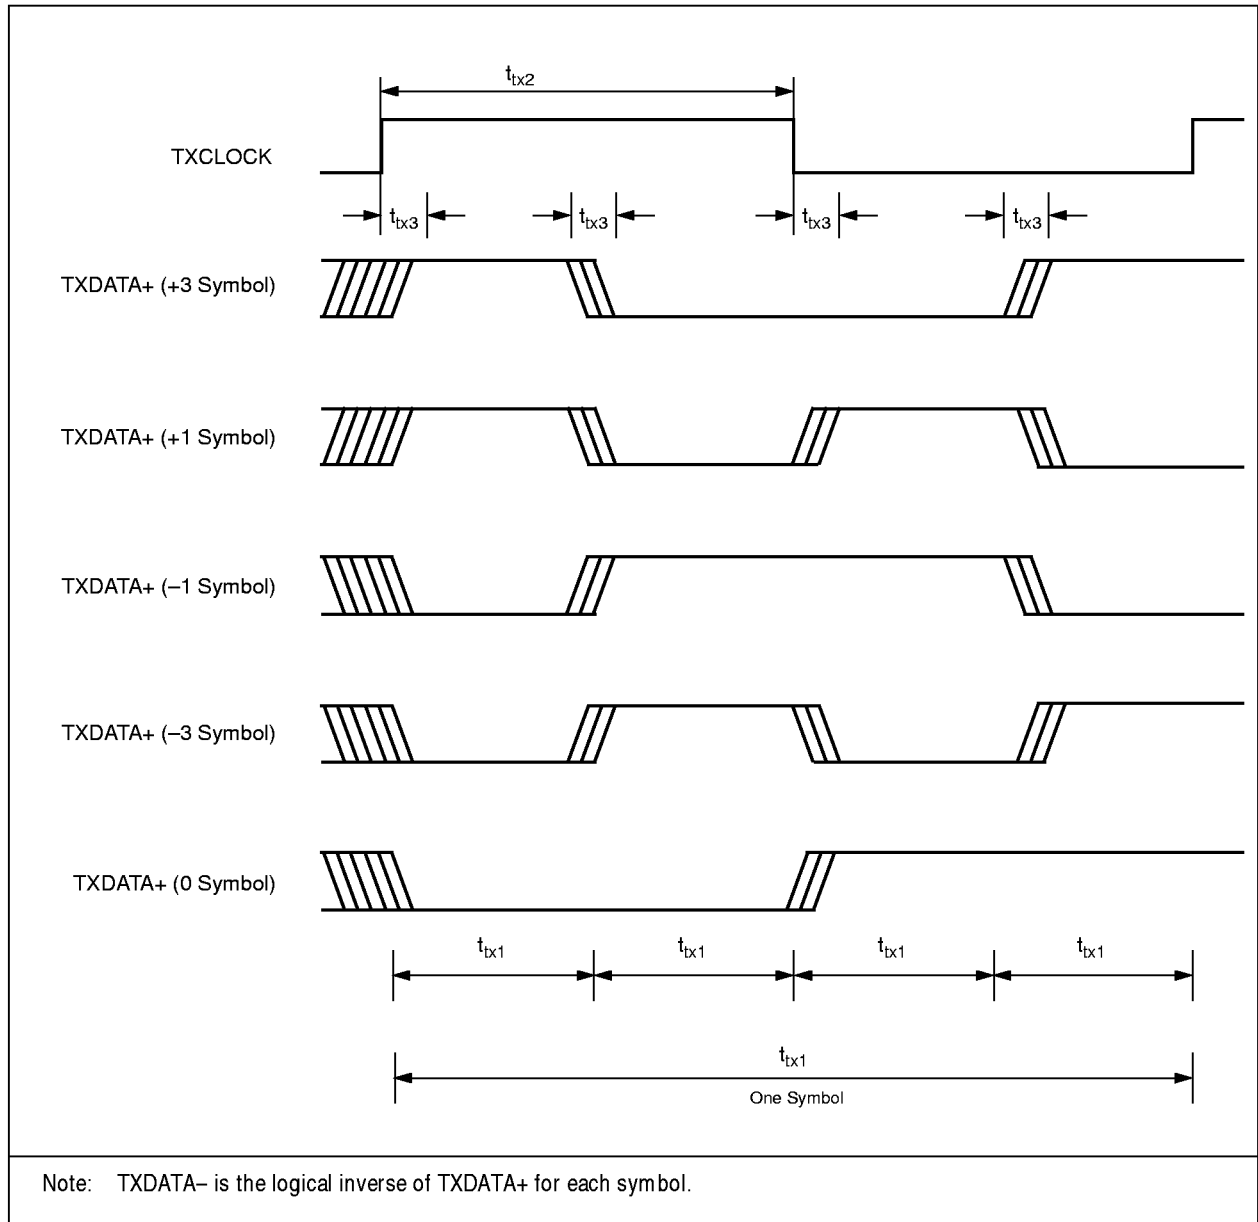 ttx2
TXCLOCK
ttx3 ttx3 ttx3 ttx3
TXDATA+ (+3 Symbol)
TXDATA+ (+1 Symbol)
TXDATA+ (–1 Symbol)
TXDATA+ (–3 Symbol)
TXDATA+ (0 Symbol)
ttx1 ttx1 ttx1 ttx1
ttx1
One Symbol
Note: TXDATA– is the logical inverse of TXDATA+ for each symbol.